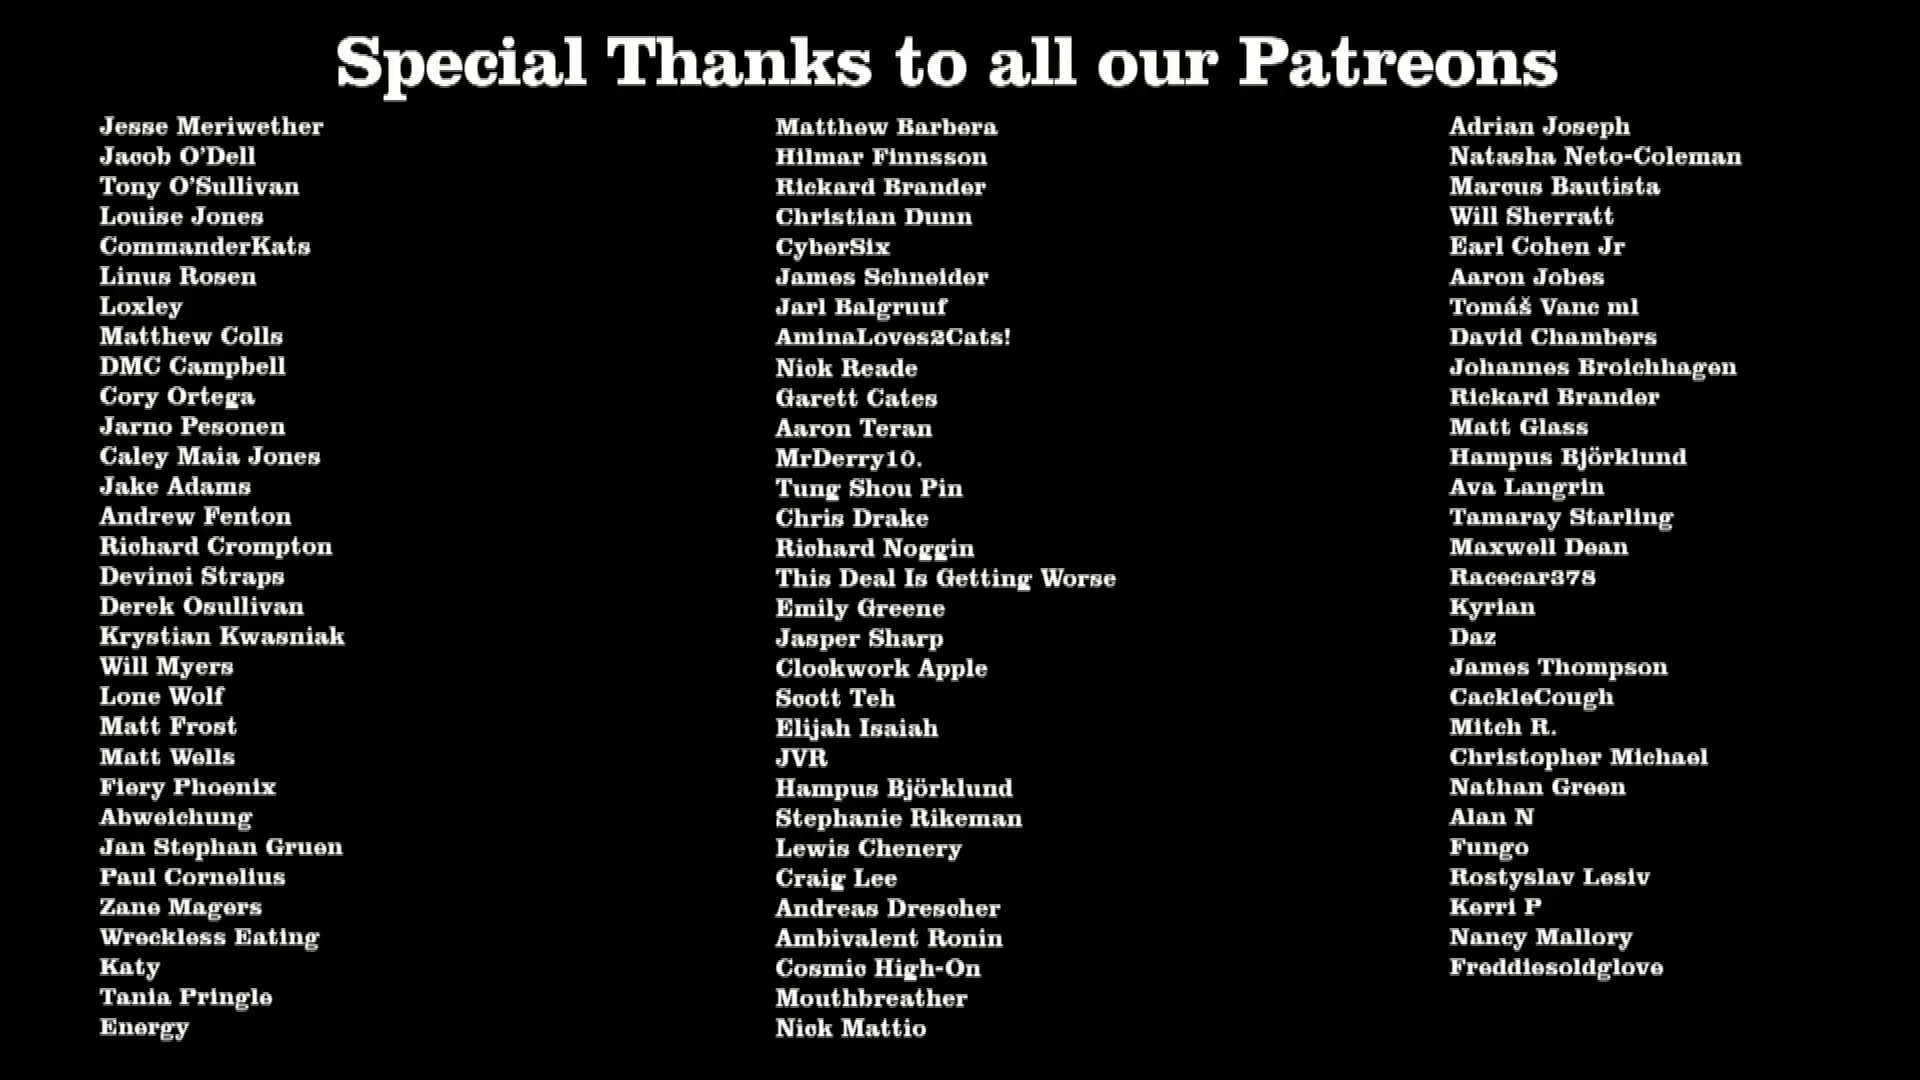 Special Thanks to all our Patreons
Jesse Meriwether
Jacob O'Dell
Tony O'Sullivan
Louise Jones
CommanderKats
Linus Rosen
Loxley
Matthew Colls
DMC Campbell
Cory Ortega
Jarno Pesonen
Caley Maia Jones
Jake Adams
Andrew Fenton
Richard Crompton
Devinci Straps
Derek Osullivan
Krystian Kwasniak
Will Myers
Lone Wolf
Matt Frost
Matt Wells
Fiery Phoenix
Abweichung
Jan Stephan Gruen
Paul Cornelius
Zane Magers
Wreckless Eating
Katy
Tania Pringle
Energy
Matthew Barbera
Hilmar Finnsson
Rickard Brander
Christian Dunn
CyberSix
James Schneider
Jarl Balgruuf
AminaLoves2Cats!
Nick Reade
Garett Cates
Aaron Teran
MrDerry10.
Tung Shou Pin
Chris Drake
Richard Noggin
This Deal Is Getting Worse
Emily Greene
Jasper Sharp
Clockwork Apple
Scott Teh
Elijah Isaiah
JVR
Hampus Björklund
Stephanie Rikeman
Lewis Chenery
Craig Lee
Andreas Drescher
Ambivalent Ronin
Cosmic High-On
Mouthbreather
Nick Mattio
Adrian Joseph
Natasha Neto-Coleman
Marcus Bautista
Will Sherratt
Earl Cohen Jr
Aaron Jobes
Tomáš Vanc ml
David Chambers
Johannes Broichhagen
Rickard Brander
Matt Glass
Hampus Björklund
Ava Langrin
Tamaray Starling
Maxwell Dean
Racecar378
Kyrian
Daz
James Thompson
CackleCough
Mitch R.
Christopher Michael
Nathan Green
Alan N
Fungo
Rostyslav Lesiv
Kerri P
Nancy Mallory
Freddiesoldglove